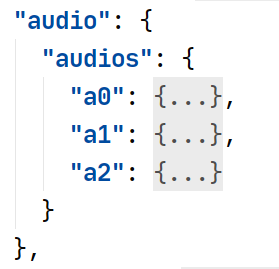 "audio": {
"audios": {
"a0": {...},
"a1": {...},
"a2": {...}
}
},